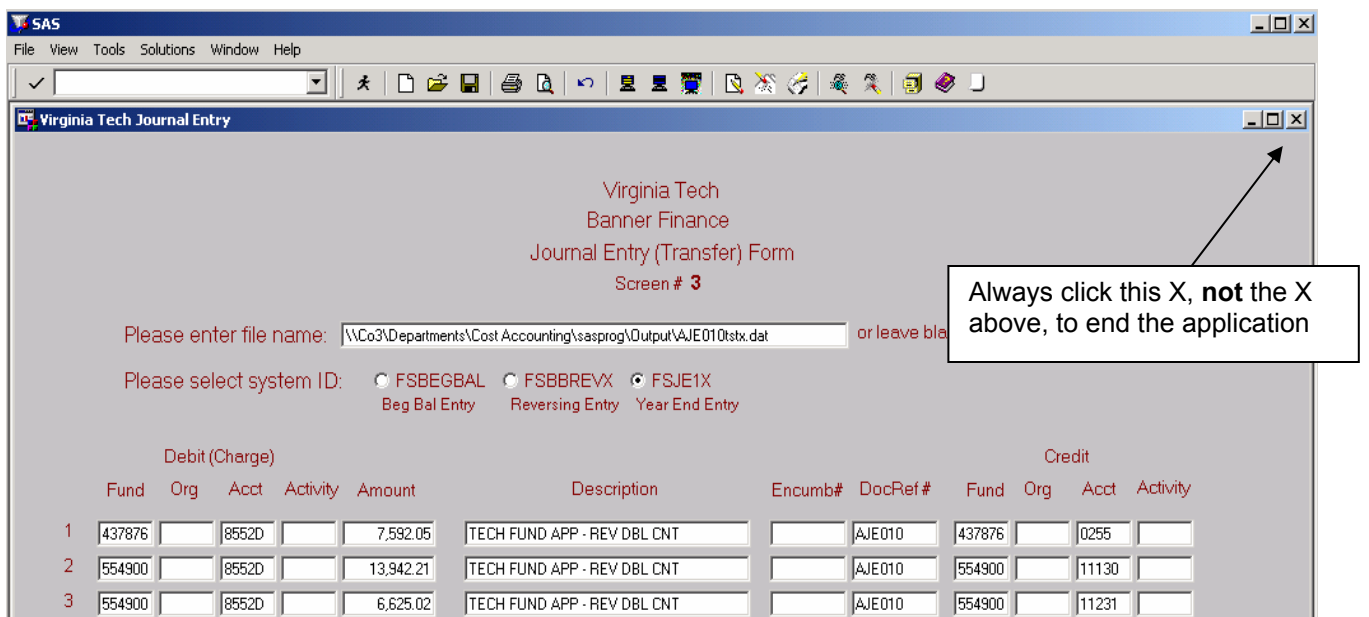 SAS
File View Tools Solutions Window Help
Virginia Tech Journal Entry
Virginia Tech
Banner Finance
Journal Entry (Transfer) Form
Screen # 3
Always click this X, not the X
above, to end the application
Please enter file name: \\Co3\Departments\Cost Accounting\sasprog\Output\AJE010tstx.dat or leave bla
Please select system ID: FSBEGBAL FSBBREVX FSJE1X
Beg Bal Entry Reversing Entry Year End Entry
Debit (Charge) Credit
Fund Org Acct Activity Amount Description Encumb# DocRef # Fund Org Acct Activity
1 437876 8552D 7,592.05 TECH FUND APP - REV DBL CNT AJE010 437876 0255
2 554900 8552D 13,942.21 TECH FUND APP - REV DBL CNT AJE010 554900 11130
3 554900 8552D 6,625.02 TECH FUND APP - REV DBL CNT AJE010 554900 11231